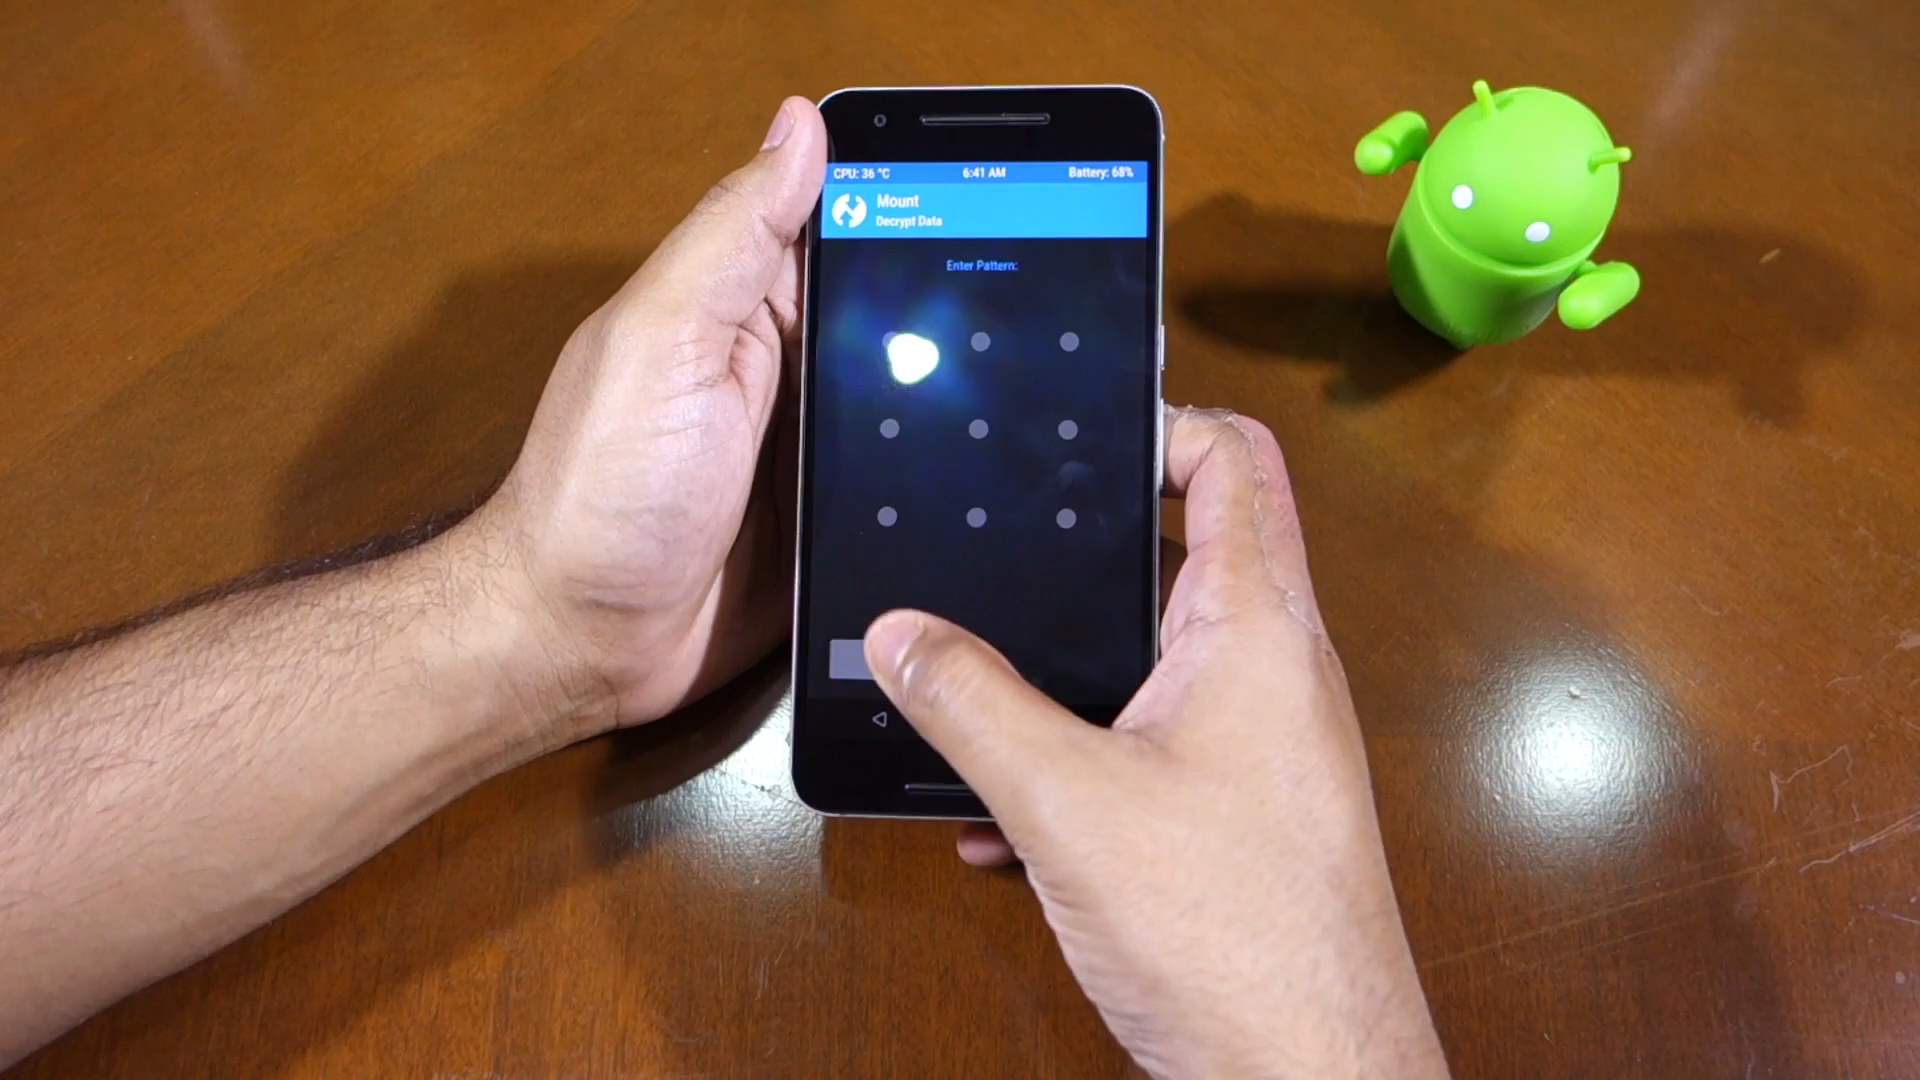 CPU: 36 °C 6:41 AM Battery: 68%
Mount
Decrypt Data
Enter Pattern: